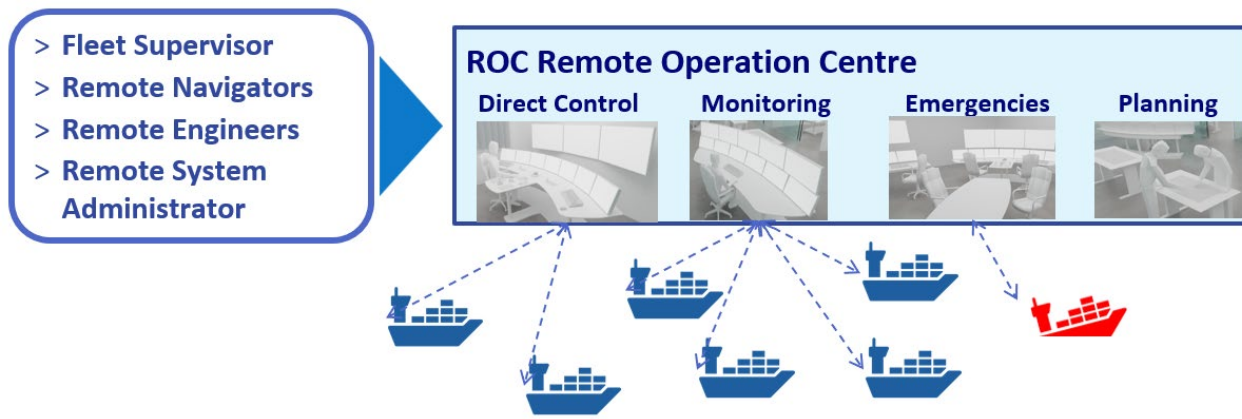 > Fleet Supervisor
> Remote Navigators
> Remote Engineers
> Remote System
Administrator
ROC Remote Operation Centre
Direct Control Monitoring Emergencies Planning